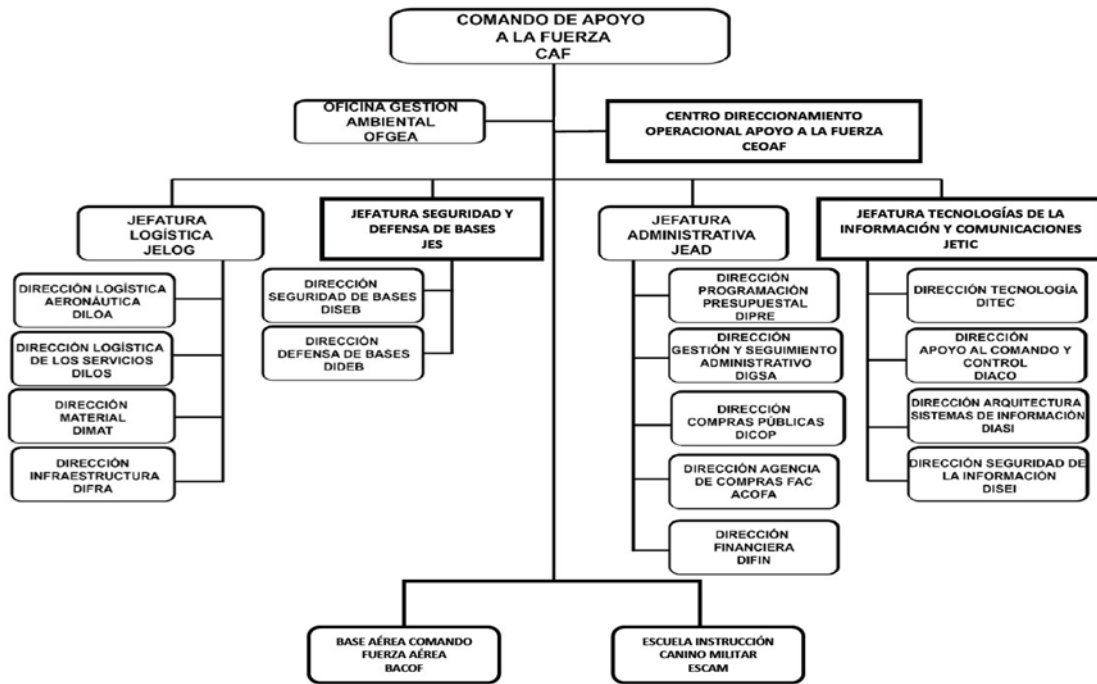 COMANDO DE APOYO
A LA FUERZA
CAF
OFICINA GESTIÓN
AMBIENTAL
OFGEA
CENTRO DIRECCIONAMIENTO
OPERACIONAL APOYO A LA FUERZA
CEOAF
JEFATURA
LOGÍSTICA
JELOG
DIRECCIÓN LOGÍSTICA
AERONÁUTICA
DILOA
DIRECCIÓN LOGÍSTICA
DE LOS SERVICIOS
DILOS
DIRECCIÓN
MATERIAL
DIMAT
DIRECCIÓN
INFRAESTRUCTURA
DIFRA
JEFATURA SEGURIDAD Y
DEFENSA DE BASES
JES
DIRECCIÓN
SEGURIDAD DE BASES
DISEB
DIRECCIÓN
DEFENSA DE BASES
DIDEB
JEFATURA
ADMINISTRATIVA
JEAD
DIRECCIÓN
PROGRAMACIÓN
PRESUPUESTAL
DIPRE
DIRECCIÓN
GESTIÓN Y SEGUIMIENTO
ADMINISTRATIVO
DIGSA
DIRECCIÓN
COMPRAS PÚBLICAS
DICOP
DIRECCIÓN AGENCIA
DE COMPRAS FAC
ACOFA
DIRECCIÓN
FINANCIERA
DIFIN
JEFATURA TECNOLOGÍAS DE LA
INFORMACIÓN Y COMUNICACIONES
JETIC
DIRECCIÓN TECNOLOGÍA
DITEC
DIRECCIÓN
APOYO AL COMANDO Y
CONTROL
DIACO
DIRECCIÓN ARQUITECTURA
SISTEMAS DE INFORMACIÓN
DIASI
DIRECCIÓN SEGURIDAD DE
LA INFORMACIÓN
DISEI
BASE AÉREA COMANDO
FUERZA AÉREA
BACOF
ESCUELA INSTRUCCIÓN
CANINO MILITAR
ESCAM